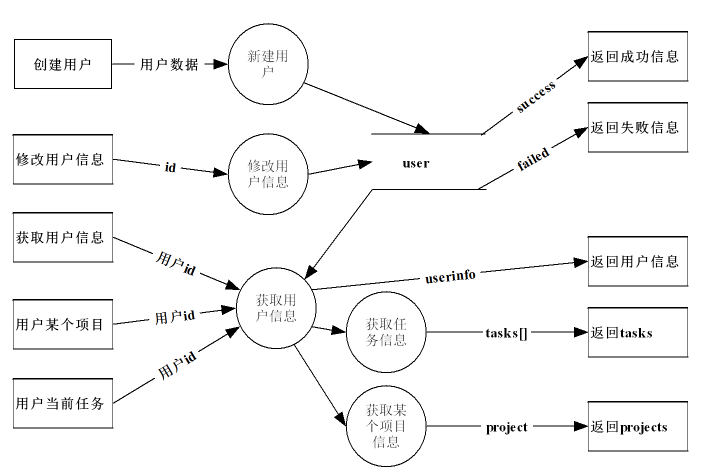 创建用户
用户数据
新建用
户
success
返回成功信息
修改用户信息
id
修改用
户信息
user
failed
返回失败信息
获取用户信息
用户id
userinfo
返回用户信息
用户某个项目
用户id
获取用
户信息
获取任
务信息
tasks[]
返回tasks
用户当前任务
用户id
获取某
个项目
信息
project
返回projects